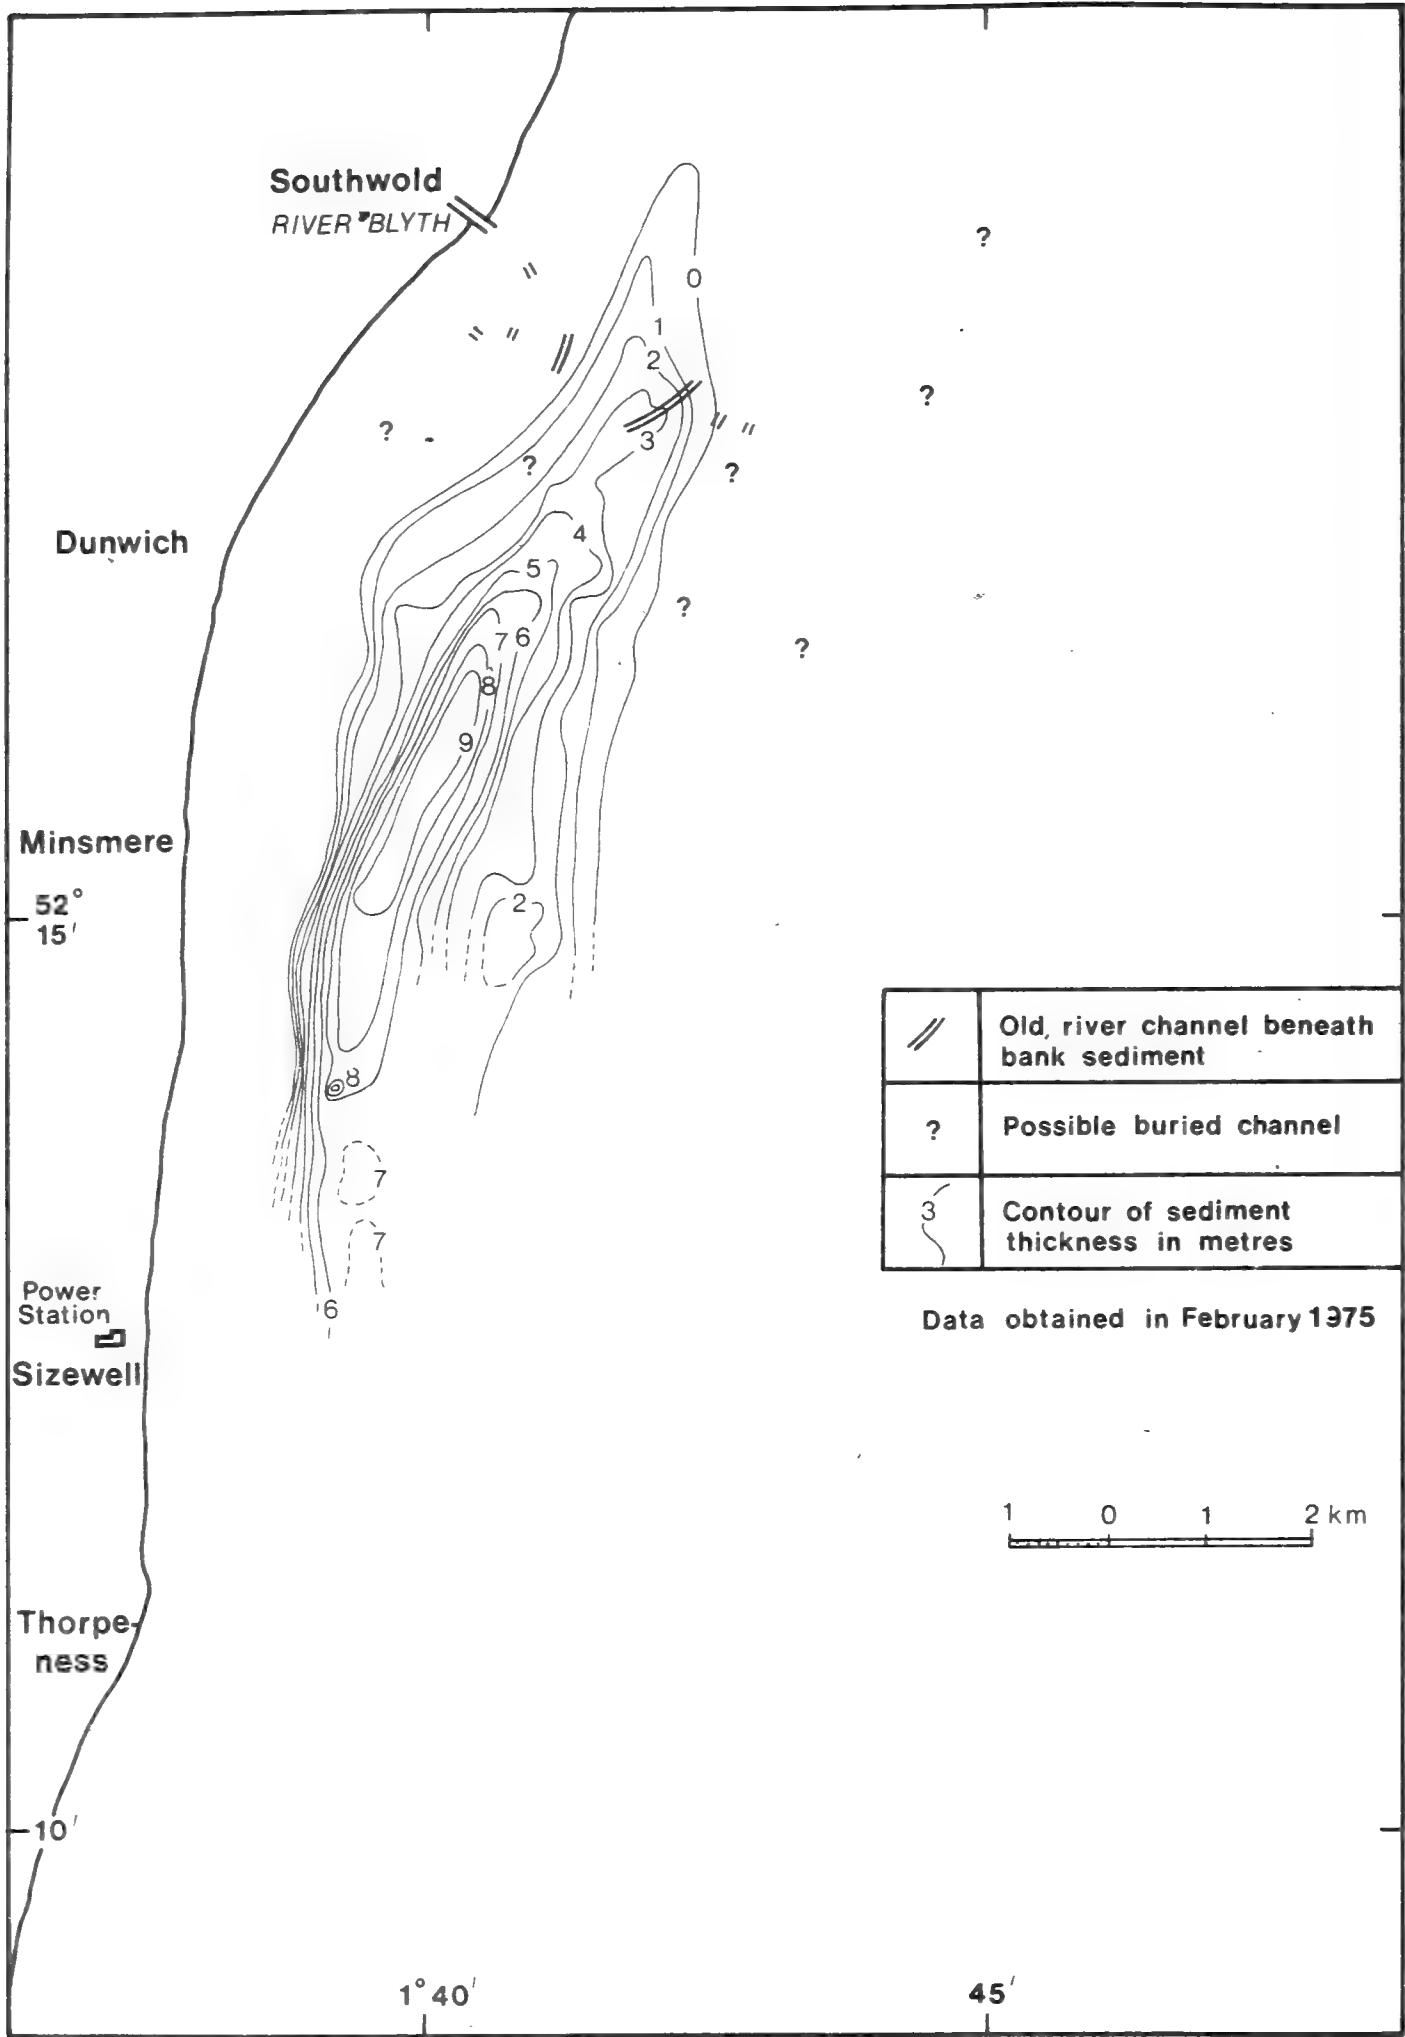 Southwold
RIVER BLYTH
?
0
1
2
?
?
3
?
?
Dunwich
4
5
?
7 6
?
8
9
Minsmere
52°
15′
2
Old river channel beneath
bank sediment
8
? Possible buried channel
7
3
Contour of sediment
thickness in metres
7
Power
Station
6
Data obtained in February 1975
Sizewell
1 0 1 2 km
Thorpe-
ness
10′
1° 40′
45′